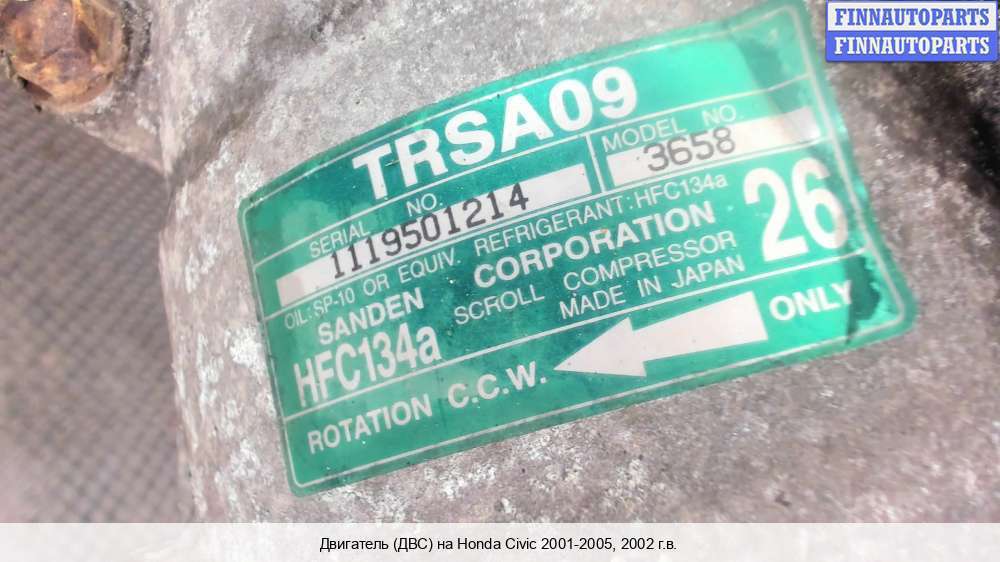 FINNAUTOPARTS
FINNAUTOPARTS
TRSA09
SERIAL NO. MODEL NO.
1119501214 3658
OIL:SP-10 OR EQUIV. REFRIGERANT:HFC134a
SANDEN CORPORATION 26
HFC134a SCROLL COMPRESSOR
MADE IN JAPAN
ROTATION C.C.W. ONLY
Двигатель (ДВС) на Honda Civic 2001-2005, 2002 г.в.